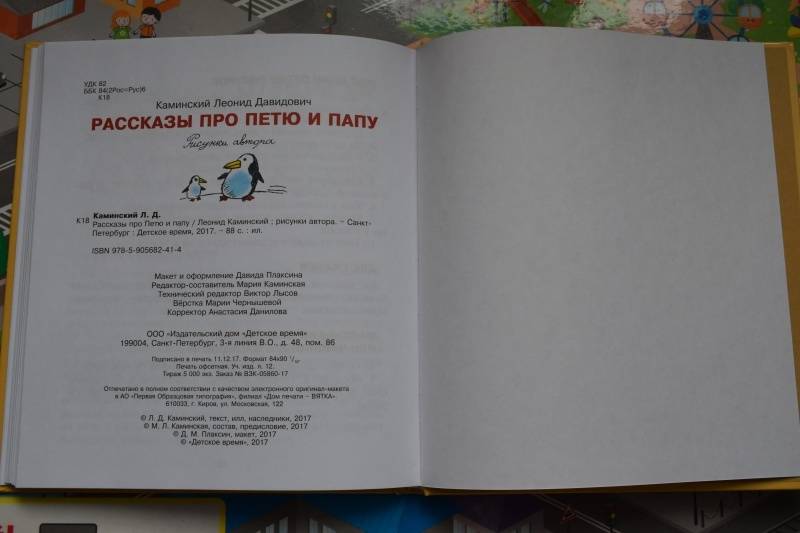 УДК 82
ББК 84(2Рос=Рус)6
К18
Каминский Леонид Давидович
РАССКАЗЫ ПРО ПЕТЮ И ПАПУ
Рисунки автора
Каминский Л. Д.
К18 Рассказы про Петю и папу / Леонид Каминский ; рисунки автора. – Санкт-
Петербург : Детское время, 2017. – 88 с. : ил.
ISBN 978-5-905682-41-4
Макет и оформление Давида Плаксина
Редактор-составитель Мария Каминская
Технический редактор Виктор Лысов
Вёрстка Марии Чернышевой
Корректор Анастасия Данилова
ООО «Издательский дом «Детское время»
199004, Санкт-Петербург, 3-я линия В.О., д. 48, пом. 86
Подписано в печать 11.12.17. Формат 84х90 1/16.
Печать офсетная. Уч. изд. л. 12.
Тираж 5 000 экз. Заказ № ВЗК-05860-17
Отпечатано в полном соответствии с качеством электронного оригинал-макета
в АО «Первая Образцовая типография», филиал «Дом печати – ВЯТКА»
610033, г. Киров, ул. Московская, 122
© Л. Д. Каминский, текст, илл, наследники, 2017
© М. Л. Каминская, состав, предисловие, 2017
© Д. М. Плаксин, макет, 2017
© «Детское время», 2017